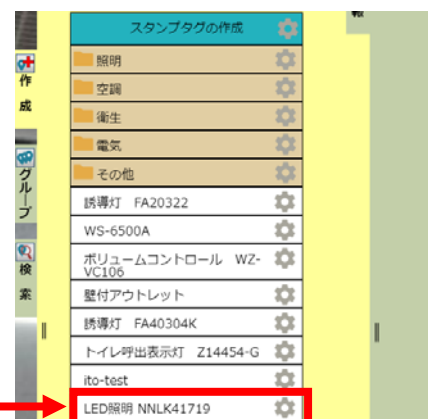 スタンプタグの作成
照明
空調
衛生
電気
その他
誘導灯 FA20322
WS-6500A
ボリュームコントロール WZ-
VC106
壁付アウトレット
誘導灯 FA40304K
トイレ呼出表示灯 Z14454-G
ito-test
LED照明 NNLK41719
作成
グループ
検索